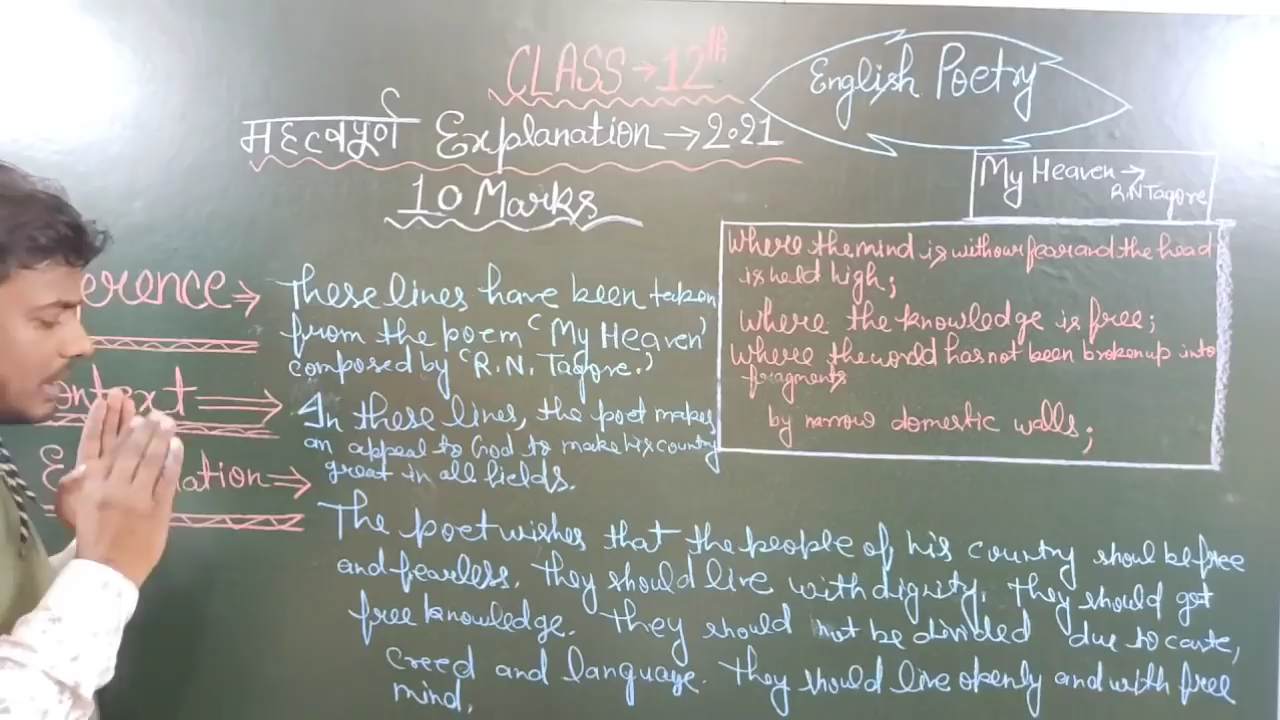 CLASS → 12th
English Poetry
महत्वपूर्ण Explanation → 2021
10 Marks
My Heaven →
R.N Tagore
Where the mind is without fear and the head
is held high;
Where the knowledge is free;
Where the world has not been broken up into
fragments
by narrow domestic walls;
erence ⇒
These lines have been taken
from the poem 'My Heaven'
composed by 'R.N. Tagore.'
ontext ⇒
In these lines, the poet makes
an appeal to God to make his country
great in all fields.
E nation ⇒
The poet wishes that the people of his country shoul be free
and fearless. They should live with dignity. They should get
free knowledge. They should not be divided due to caste,
creed and language. They should live openly and with free
mind.